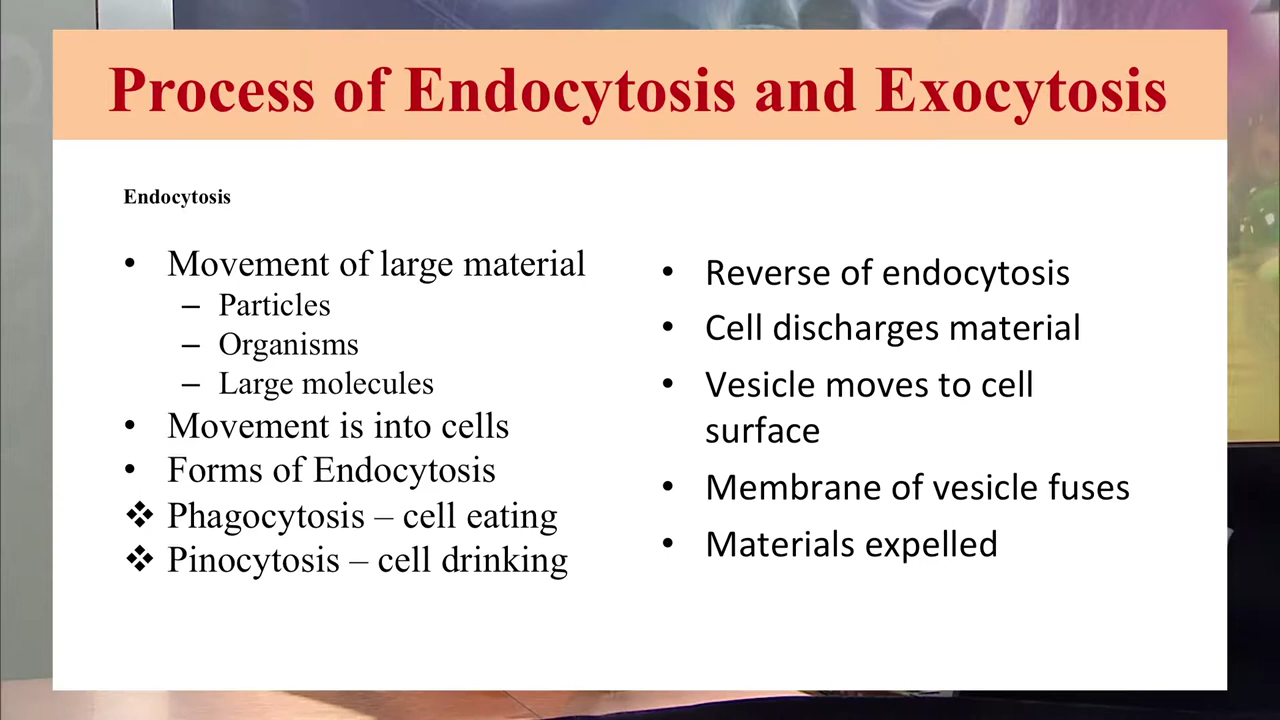 Process of Endocytosis and Exocytosis
Endocytosis
• Movement of large material
– Particles
– Organisms
– Large molecules
• Movement is into cells
• Forms of Endocytosis
❖ Phagocytosis – cell eating
❖ Pinocytosis – cell drinking
• Reverse of endocytosis
• Cell discharges material
• Vesicle moves to cell
surface
• Membrane of vesicle fuses
• Materials expelled